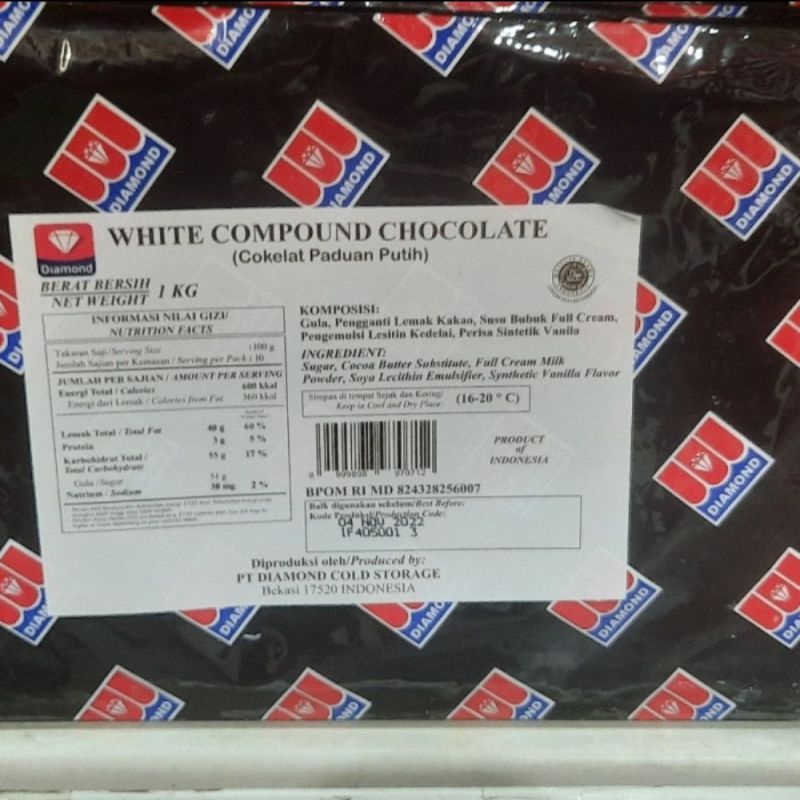 DIAMOND
WHITE COMPOUND CHOCOLATE
(Cokelat Paduan Putih)
Diamond
BERAT BERSIH
NET WEIGHT
1 KG
INFORMASI NILAI GIZI/
NUTRITION FACTS
Takaran Saji/Serving Size :100 g
Jumlah Sajian per Kemasan / Serving per Pack : 10
JUMLAH PER SAJIAN / AMOUNT PER SERVING
Energi Total / Calories 600 kkal
Energi dari Lemak / Calories from Fat 360 kkal
Lemak Total / Total Fat 40 g 60 %
Protein 3 g 5 %
Karbohidrat Total / 55 g 17 %
Total Carbohydrate
Gula /Sugar 51 g
Natrium / Sodium 30 mg 2 %
KOMPOSISI:
Gula, Pengganti Lemak Kakao, Susu Bubuk Full Cream,
Pengemulsi Lesitin Kedelai, Perisa Sintetik Vanila
INGREDIENT:
Sugar, Cocoa Butter Substitute, Full Cream Milk
Powder, Soya Lecithin Emulsifier, Synthetic Vanilla Flavor
Simpan di tempat Sejuk dan Kering/
Keep in Cool and Dry Place:
(16-20 ° C)
PRODUCT
of
INDONESIA
BPOM RI MD 824328256007
Baik digunakan sebelum/Best Before:
Kode Produksi/Production Code:
04 NOV 2022
1F405001 3
Diproduksi oleh/Produced by:
PT DIAMOND COLD STORAGE
Bekasi 17520 INDONESIA